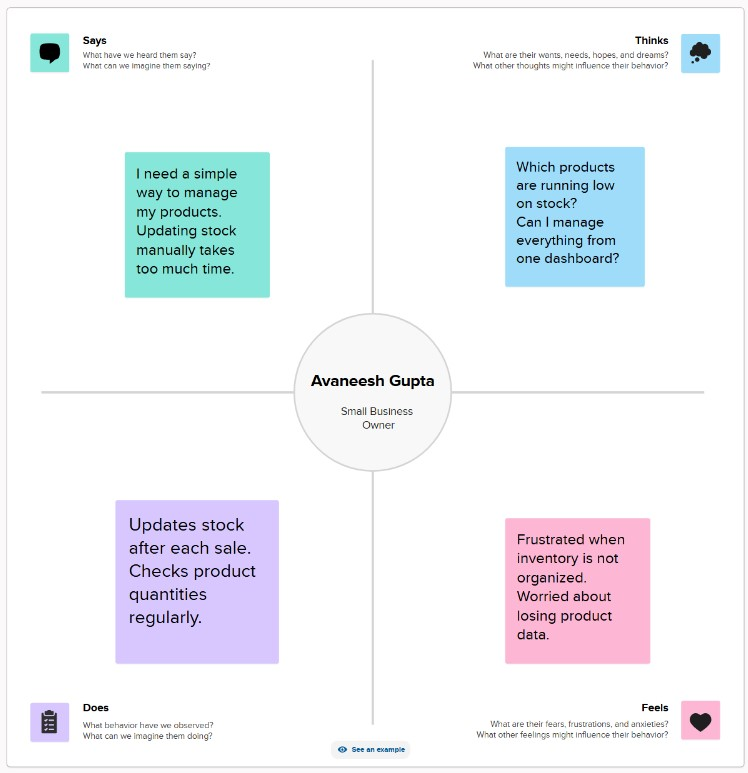 Says
What have we heard them say?
What can we imagine them saying?
Thinks
What are their wants, needs, hopes, and dreams?
What other thoughts might influence their behavior?
I need a simple
way to manage
my products.
Updating stock
manually takes
too much time.
Which products
are running low
on stock?
Can I manage
everything from
one dashboard?
Avaneesh Gupta
Small Business
Owner
Updates stock
after each sale.
Checks product
quantities
regularly.
Frustrated when
inventory is not
organized.
Worried about
losing product
data.
Does
What behavior have we observed?
What can we imagine them doing?
Feels
What are their fears, frustrations, and anxieties?
What other feelings might influence their behavior?
See an example